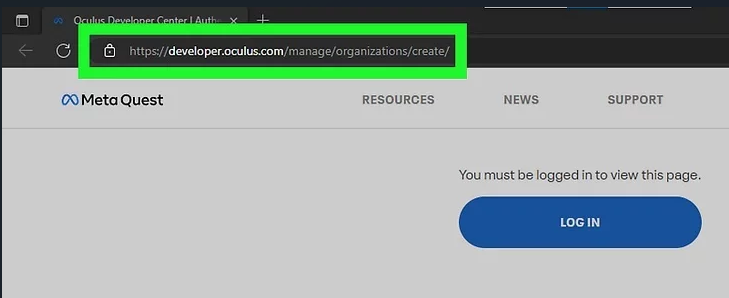 Oculus Developer Center | Authe
https://developer.oculus.com/manage/organizations/create/
Meta Quest RESOURCES NEWS SUPPORT
You must be logged in to view this page.
LOG IN